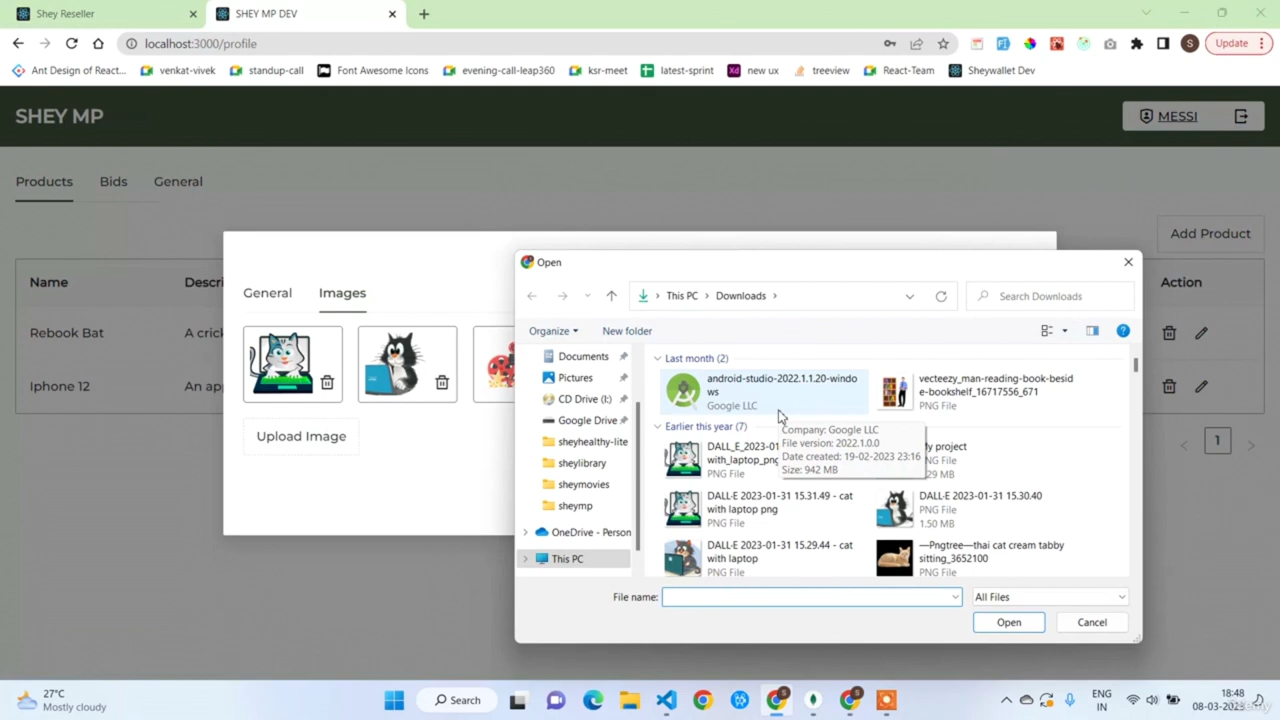 Shey Reseller
SHEY MP DEV
localhost:3000/profile
S
Update
Ant Design of React...
venkat-vivek
standup-call
Font Awesome Icons
evening-call-leap360
ksr-meet
latest-sprint
Xd new ux
treeview
React-Team
Sheywallet Dev
SHEY MP
MESSI
Products
Bids
General
Add Product
Name
Descri
Action
Rebook Bat
A crick
Iphone 12
An app
1
General
Images
Upload Image
Open
This PC
Downloads
Search Downloads
Organize
New folder
Documents
Pictures
CD Drive (I:)
Google Drive
sheyhealthy-lite
sheylibrary
sheymovies
sheymp
OneDrive - Person
This PC
Last month (2)
android-studio-2022.1.1.20-windo
ws
Google LLC
vecteezy_man-reading-book-besid
e-bookshelf_16717556_671
PNG File
Earlier this year (7)
DALL_E_2023-01
with_laptop_png
PNG File
Company: Google LLC
File version: 2022.1.0.0
Date created: 19-02-2023 23:16
Size: 942 MB
My project
PNG File
DALL·E 2023-01-31 15.31.49 - cat
with laptop png
PNG File
DALL·E 2023-01-31 15.30.40
PNG File
1.50 MB
DALL·E 2023-01-31 15.29.44 - cat
with laptop
PNG File
—Pngtree—thai cat cream tabby
sitting_3652100
PNG File
File name:
All Files
Open
Cancel
27°C
Mostly cloudy
Search
ENG
IN
18:48
08-03-2023